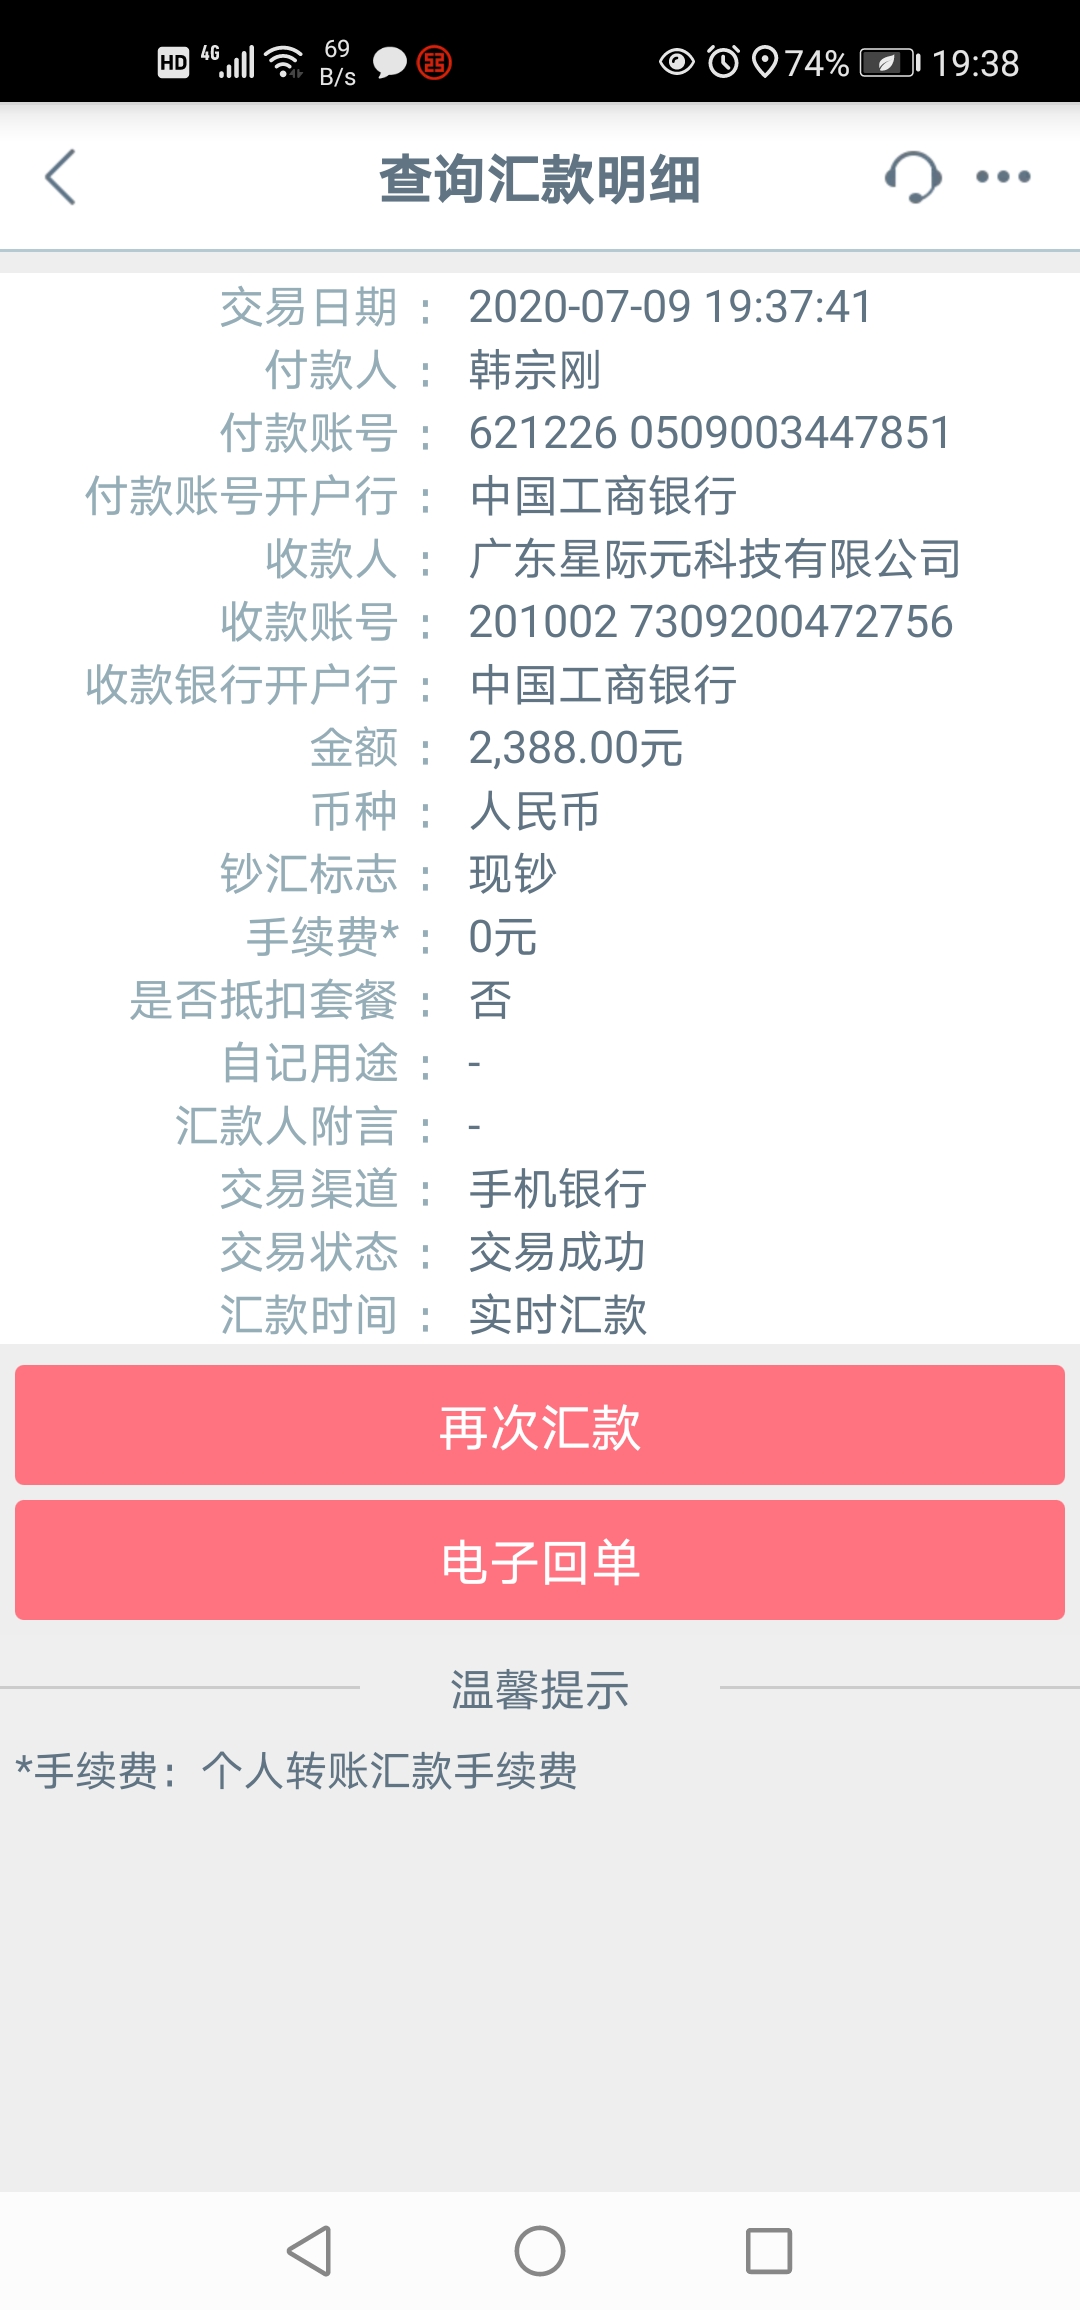 HD 4G 69 B/s 74% 19:38
查询汇款明细
交易日期 : 2020-07-09 19:37:41
付款人 : 韩宗刚
付款账号 : 621226 0509003447851
付款账号开户行 : 中国工商银行
收款人 : 广东星际元科技有限公司
收款账号 : 201002 7309200472756
收款银行开户行 : 中国工商银行
金额 : 2,388.00元
币种 : 人民币
钞汇标志 : 现钞
手续费* : 0元
是否抵扣套餐 : 否
自记用途 : -
汇款人附言 : -
交易渠道 : 手机银行
交易状态 : 交易成功
汇款时间 : 实时汇款
再次汇款
电子回单
温馨提示
*手续费：个人转账汇款手续费